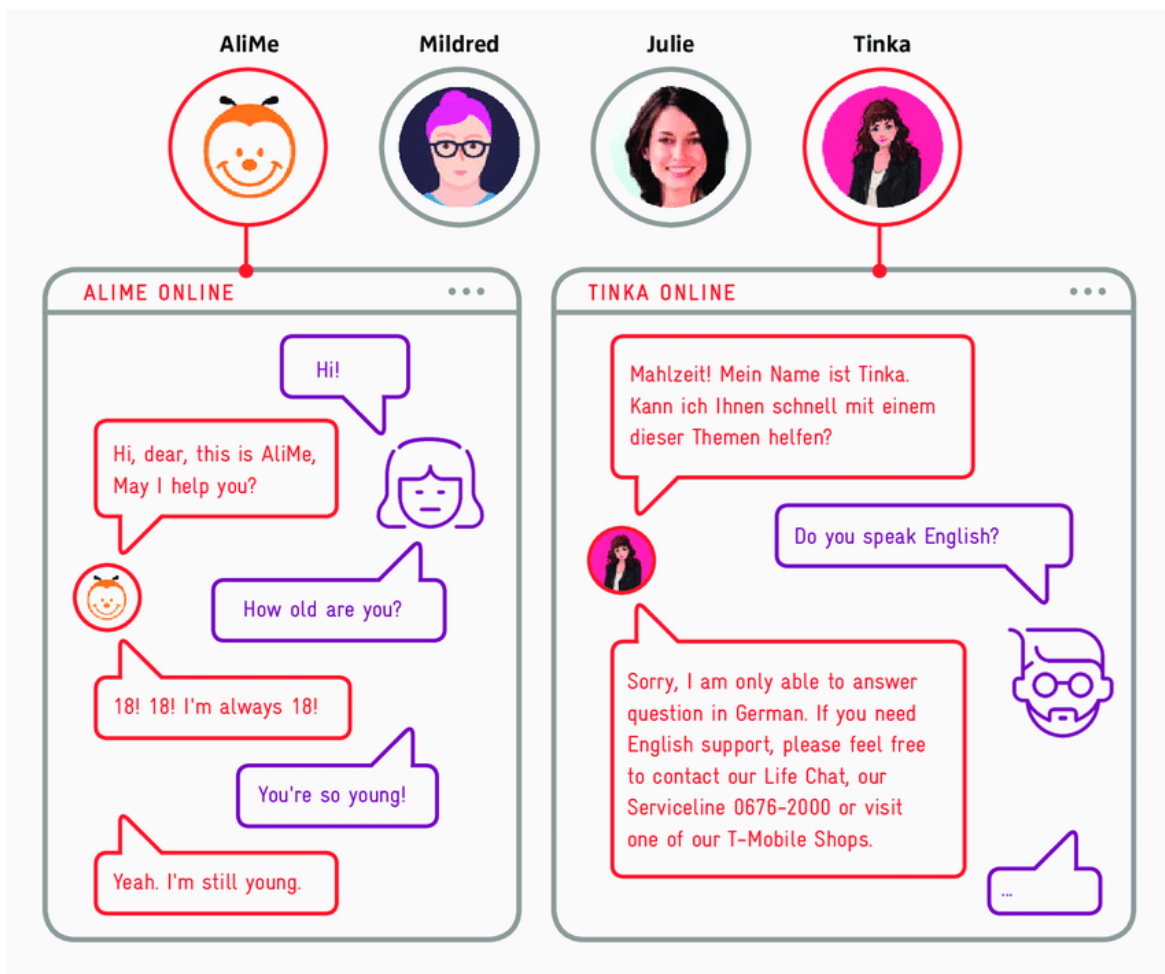 AliMe
Mildred
Julie
Tinka
ALIME ONLINE
Hi!
Hi, dear, this is AliMe,
May I help you?
How old are you?
18! 18! I'm always 18!
You're so young!
Yeah. I'm still young.
TINKA ONLINE
Mahlzeit! Mein Name ist Tinka.
Kann ich Ihnen schnell mit einem
dieser Themen helfen?
Do you speak English?
Sorry, I am only able to answer
question in German. If you need
English support, please feel free
to contact our Life Chat, our
Serviceline 0676-2000 or visit
one of our T-Mobile Shops.
...